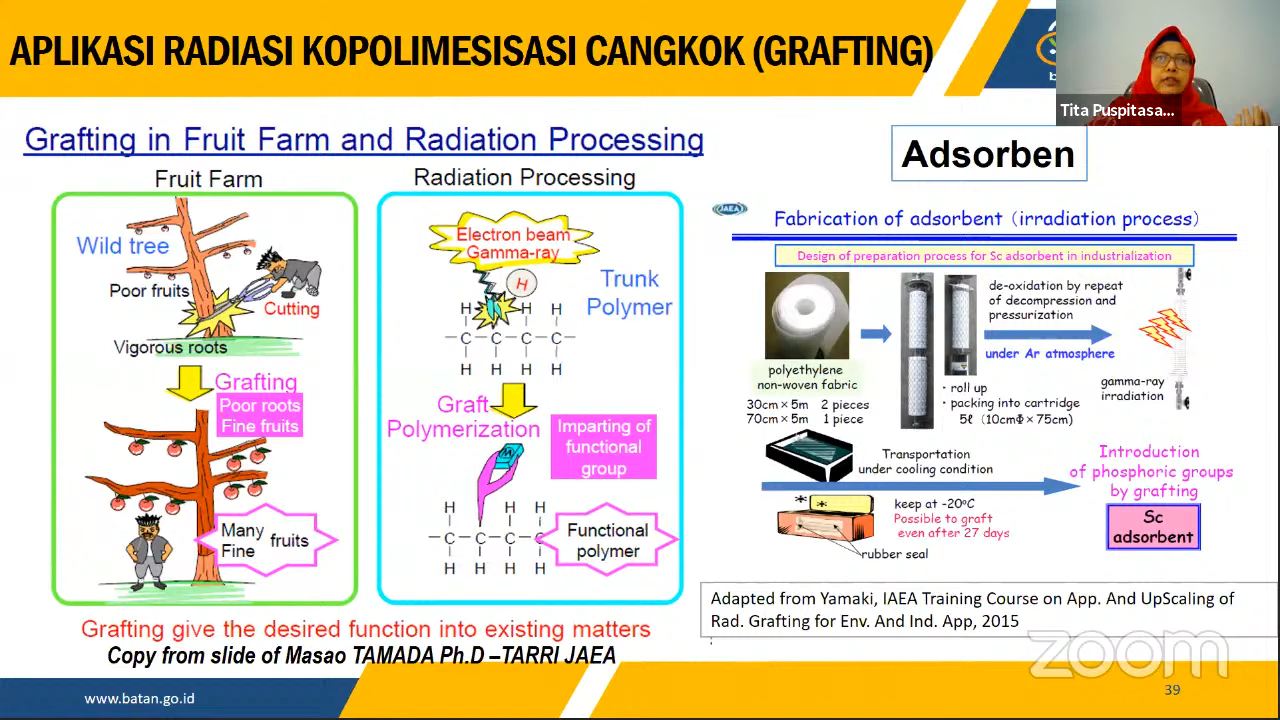 APLIKASI RADIASI KOPOLIMESISASI CANGKOK (GRAFTING)
Tita Puspitasa...
Grafting in Fruit Farm and Radiation Processing
Fruit Farm
Wild tree
Poor fruits
Cutting
Vigorous roots
Grafting
Poor roots
Fine fruits
Many
Fine
fruits
Radiation Processing
Electron beam
Gamma-ray
H
Trunk
Polymer
H H H
C C C C
H H H H
Graft
Polymerization
Imparting of
functional
group
M
H H H
C C C C
H H H H
Functional
polymer
Grafting give the desired function into existing matters
Copy from slide of Masao TAMADA Ph.D –TARRI JAEA
Adsorben
JAEA
Fabrication of adsorbent (irradiation process)
Design of preparation process for Sc adsorbent in industrialization
polyethylene
non-woven fabric
30cm×5m 2 pieces
70cm×5m 1 piece
de-oxidation by repeat
of decompression and
pressurization
under Ar atmosphere
・roll up
・packing into cartridge
5ℓ (10cmΦ×75cm)
gamma-ray
irradiation
Transportation
under cooling condition
keep at -20°C
Possible to graft
even after 27 days
rubber seal
Introduction
of phosphoric groups
by grafting
Sc
adsorbent
Adapted from Yamaki, IAEA Training Course on App. And UpScaling of
Rad. Grafting for Env. And Ind. App, 2015
zoom
www.batan.go.id
39